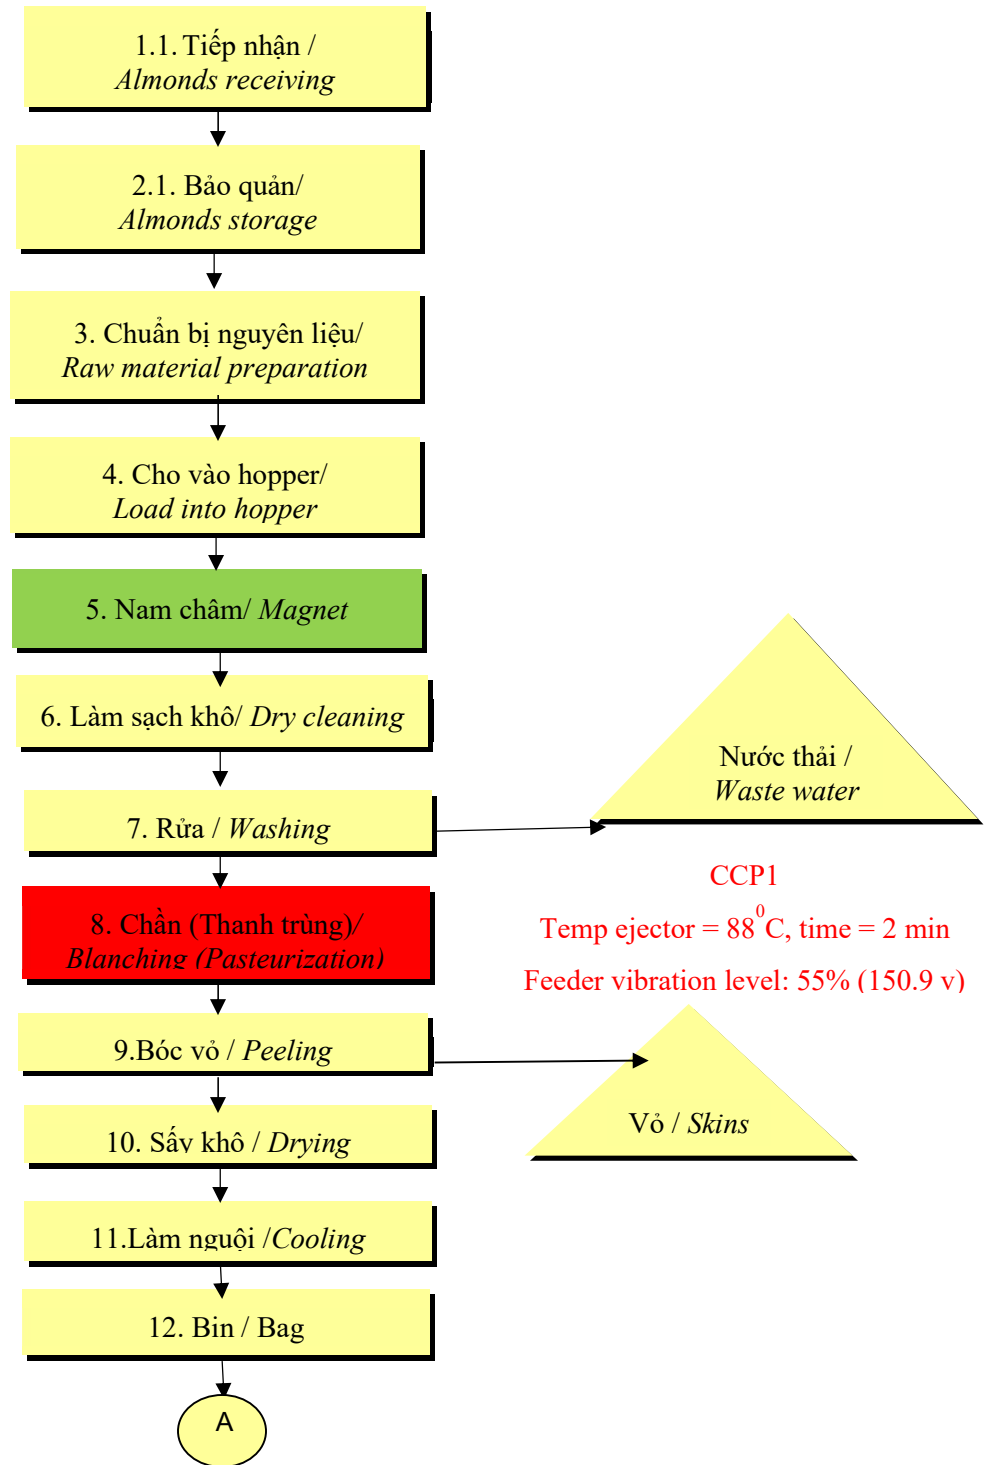 1.1. Tiếp nhận /
Almonds receiving
2.1. Bảo quản/
Almonds storage
3. Chuẩn bị nguyên liệu/
Raw material preparation
4. Cho vào hopper/
Load into hopper
5. Nam châm/ Magnet
6. Làm sạch khô/ Dry cleaning
Nước thải /
Waste water
7. Rửa / Washing
CCP1
Temp ejector = 88⁰C, time = 2 min
Feeder vibration level: 55% (150.9 v)
8. Chần (Thanh trùng)/
Blanching (Pasteurization)
9.Bóc vỏ / Peeling
Vỏ / Skins
10. Sấy khô / Drying
11.Làm nguội /Cooling
12. Bin / Bag
A